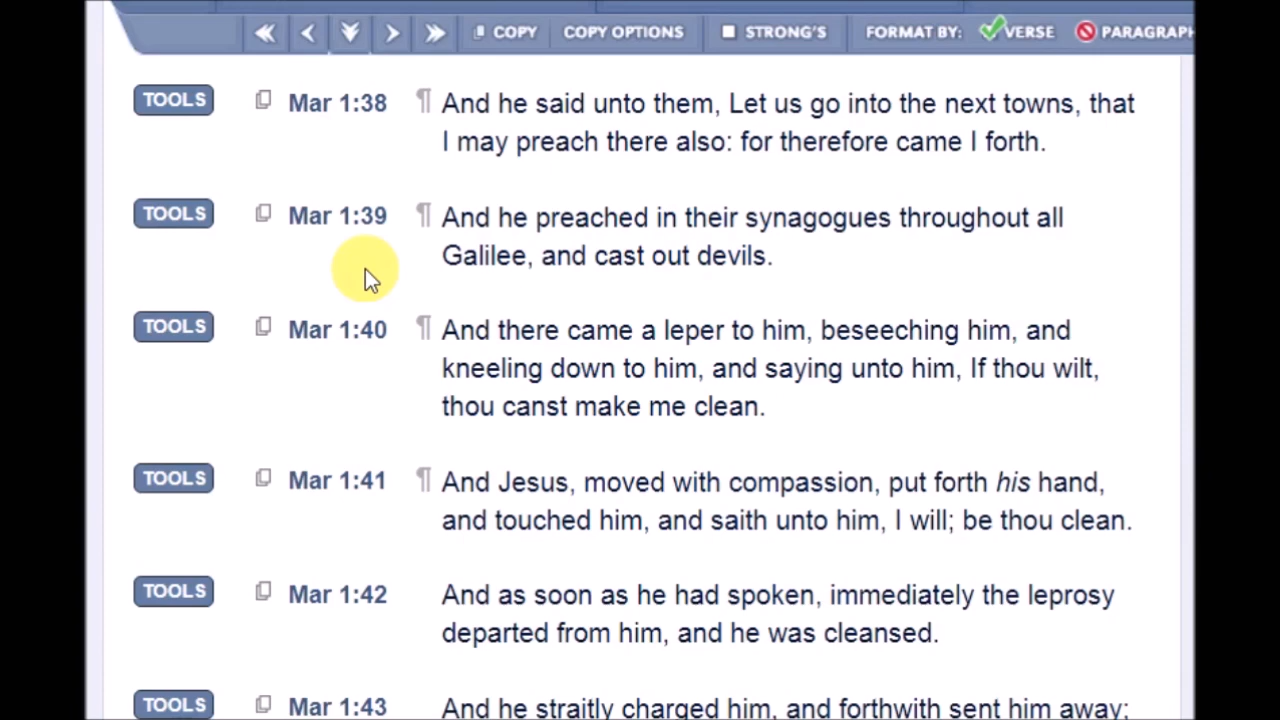 COPY COPY OPTIONS STRONG'S FORMAT BY: VERSE PARAGRAPH
TOOLS Mar 1:38 ¶ And he said unto them, Let us go into the next towns, that
I may preach there also: for therefore came I forth.
TOOLS Mar 1:39 ¶ And he preached in their synagogues throughout all
Galilee, and cast out devils.
TOOLS Mar 1:40 ¶ And there came a leper to him, beseeching him, and
kneeling down to him, and saying unto him, If thou wilt,
thou canst make me clean.
TOOLS Mar 1:41 ¶ And Jesus, moved with compassion, put forth his hand,
and touched him, and saith unto him, I will; be thou clean.
TOOLS Mar 1:42 And as soon as he had spoken, immediately the leprosy
departed from him, and he was cleansed.
TOOLS Mar 1:43 And he straitly charged him, and forthwith sent him away;